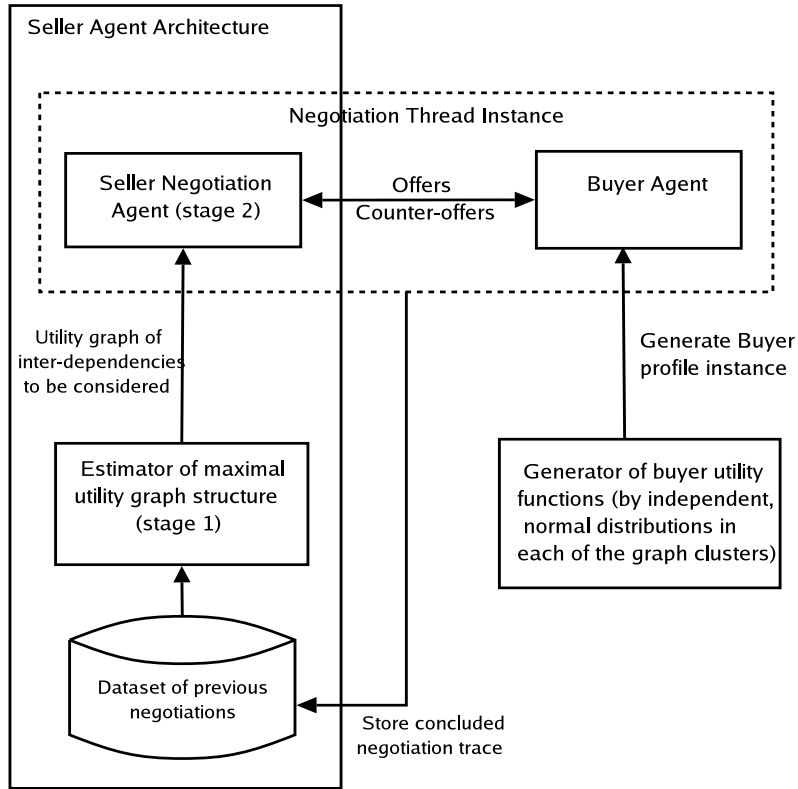 Seller Agent Architecture
Negotiation Thread Instance
Seller Negotiation
Agent (stage 2)
Offers
Counter-offers
Buyer Agent
Utility graph of
inter-dependencies
to be considered
Generate Buyer
profile instance
Estimator of maximal
utility graph structure
(stage 1)
Generator of buyer utility
functions (by independent,
normal distributions in
each of the graph clusters)
Dataset of previous
negotiations
Store concluded
negotiation trace